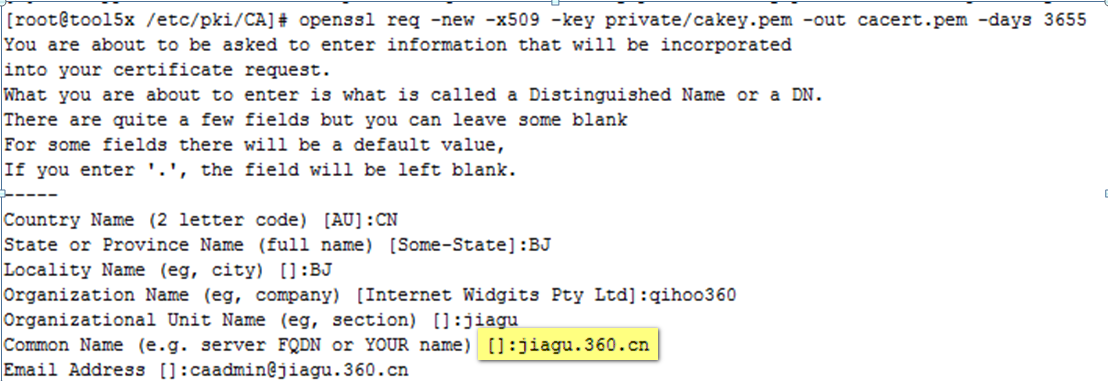 [root@tool5x /etc/pki/CA]# openssl req -new -x509 -key private/cakey.pem -out cacert.pem -days 3655
You are about to be asked to enter information that will be incorporated
into your certificate request.
What you are about to enter is what is called a Distinguished Name or a DN.
There are quite a few fields but you can leave some blank
For some fields there will be a default value,
If you enter '.', the field will be left blank.
-----
Country Name (2 letter code) [AU]:CN
State or Province Name (full name) [Some-State]:BJ
Locality Name (eg, city) []:BJ
Organization Name (eg, company) [Internet Widgits Pty Ltd]:qihoo360
Organizational Unit Name (eg, section) []:jiagu
Common Name (e.g. server FQDN or YOUR name) []:jiagu.360.cn
Email Address []:caadmin@jiagu.360.cn